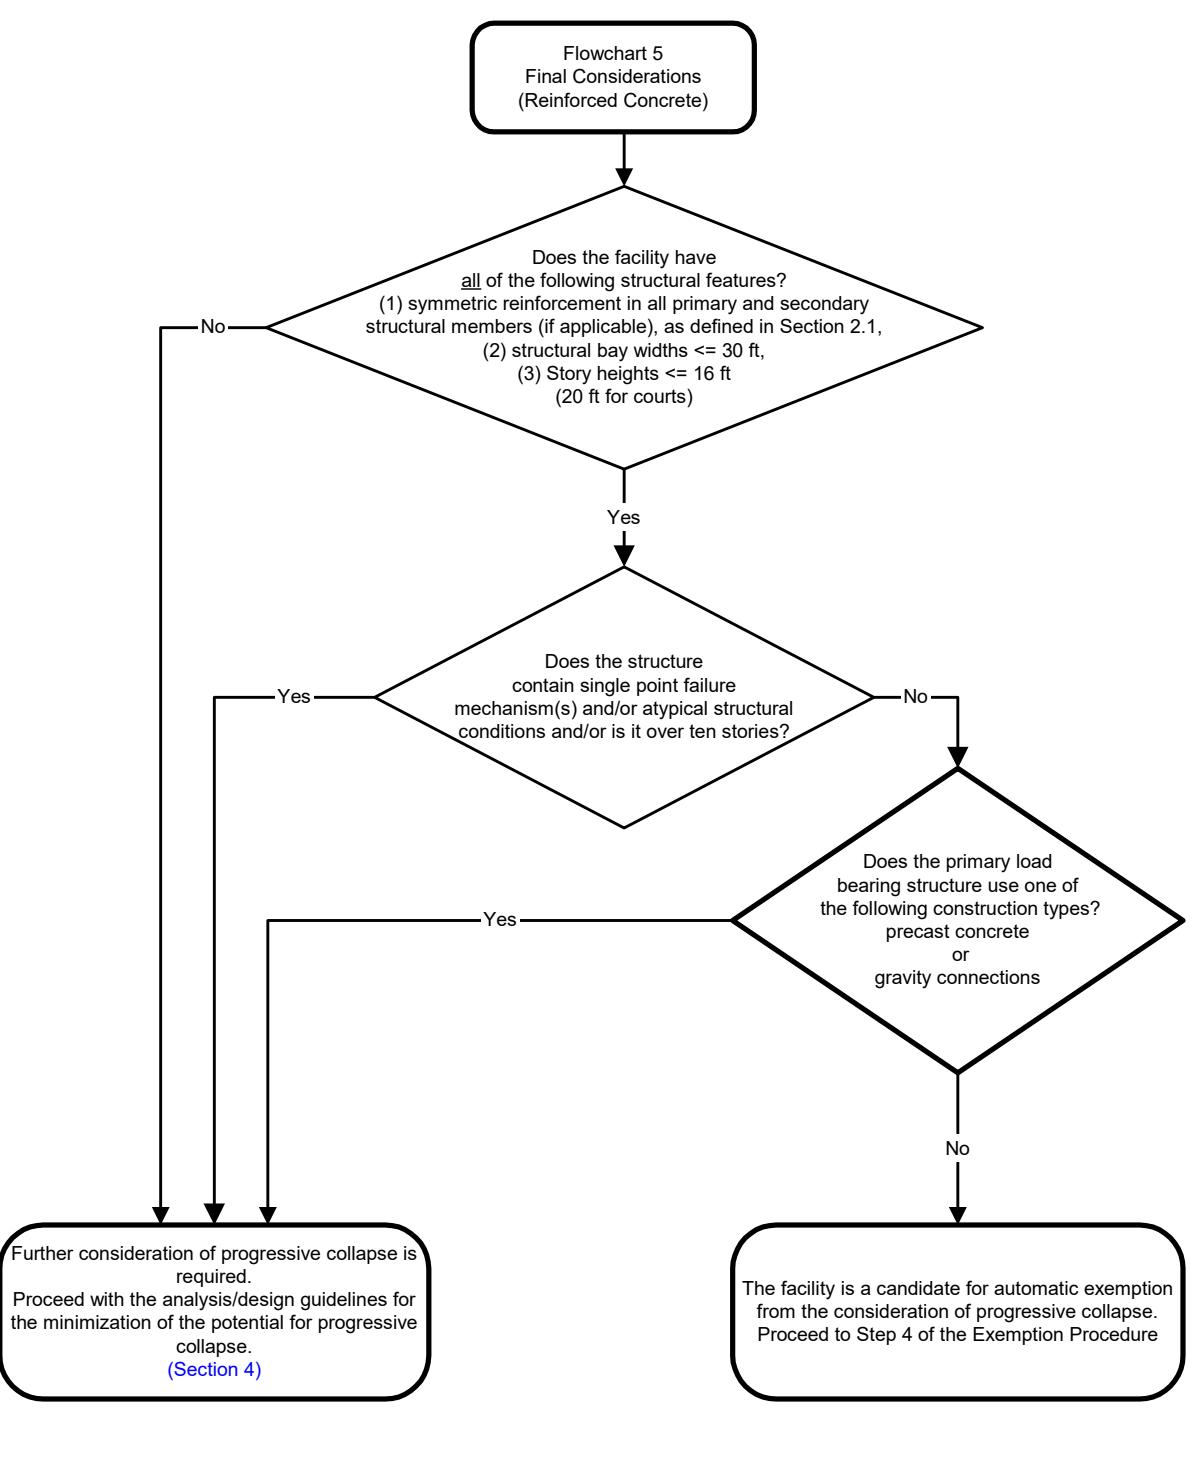 Flowchart 5
Final Considerations
(Reinforced Concrete)
Does the facility have
all of the following structural features?
(1) symmetric reinforcement in all primary and secondary
structural members (if applicable), as defined in Section 2.1,
(2) structural bay widths <= 30 ft,
(3) Story heights <= 16 ft
(20 ft for courts)
No
Yes
Does the structure
contain single point failure
mechanism(s) and/or atypical structural
conditions and/or is it over ten stories?
Yes
No
Does the primary load
bearing structure use one of
the following construction types?
precast concrete
or
gravity connections
Yes
No
Further consideration of progressive collapse is
required.
Proceed with the analysis/design guidelines for
the minimization of the potential for progressive
collapse.
(Section 4)
The facility is a candidate for automatic exemption
from the consideration of progressive collapse.
Proceed to Step 4 of the Exemption Procedure